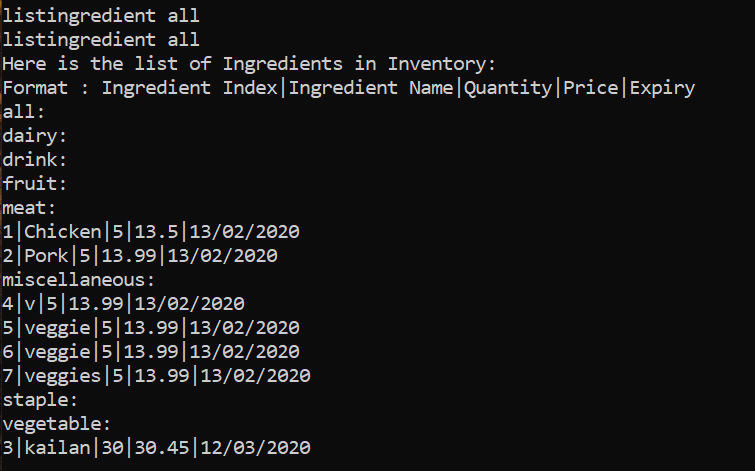 listingredient all
listingredient all
Here is the list of Ingredients in Inventory:
Format : Ingredient Index|Ingredient Name|Quantity|Price|Expiry
all:
dairy:
drink:
fruit:
meat:
1|Chicken|5|13.5|13/02/2020
2|Pork|5|13.99|13/02/2020
miscellaneous:
4|v|5|13.99|13/02/2020
5|veggie|5|13.99|13/02/2020
6|veggie|5|13.99|13/02/2020
7|veggies|5|13.99|13/02/2020
staple:
vegetable:
3|kailan|30|30.45|12/03/2020